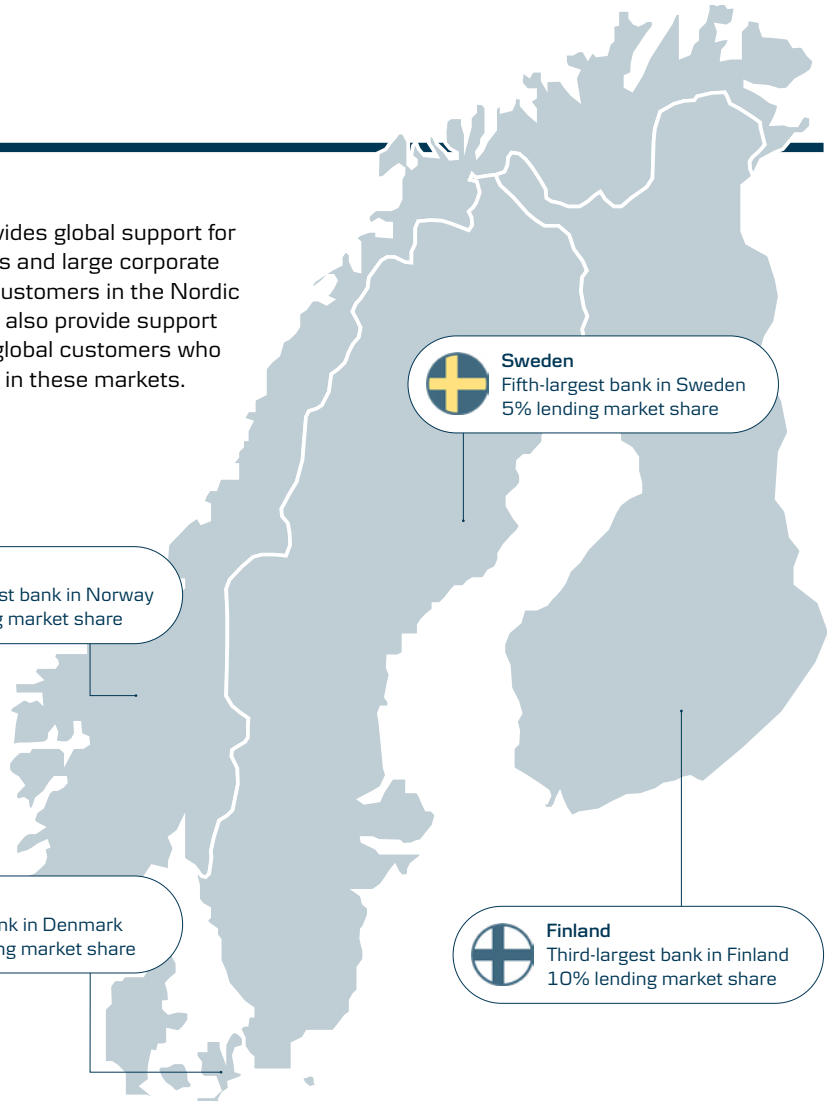 vides global support for
s and large corporate
ustomers in the Nordic
also provide support
global customers who
in these markets.
Sweden
Fifth-largest bank in Sweden
5% lending market share
st bank in Norway
market share
nk in Denmark
ng market share
Finland
Third-largest bank in Finland
10% lending market share